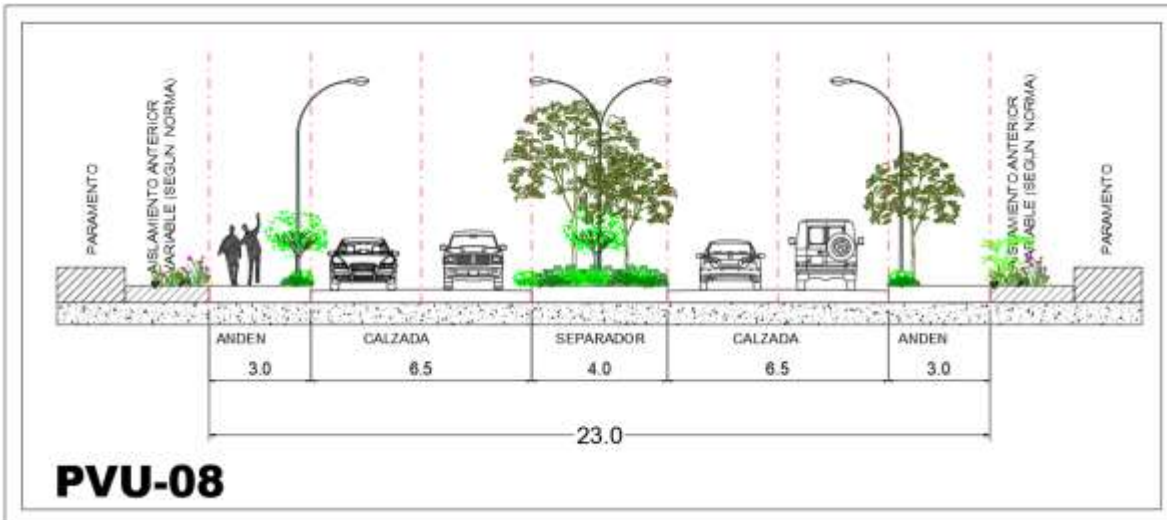 PARAMENTO
AISLAMIENTO ANTERIOR
VARIABLE (SEGUN NORMA)
AISLAMIENTO ANTERIOR
VARIABLE (SEGUN NORMA)
PARAMENTO
ANDEN CALZADA SEPARADOR CALZADA ANDEN
3.0 6.5 4.0 6.5 3.0
23.0
PVU-08